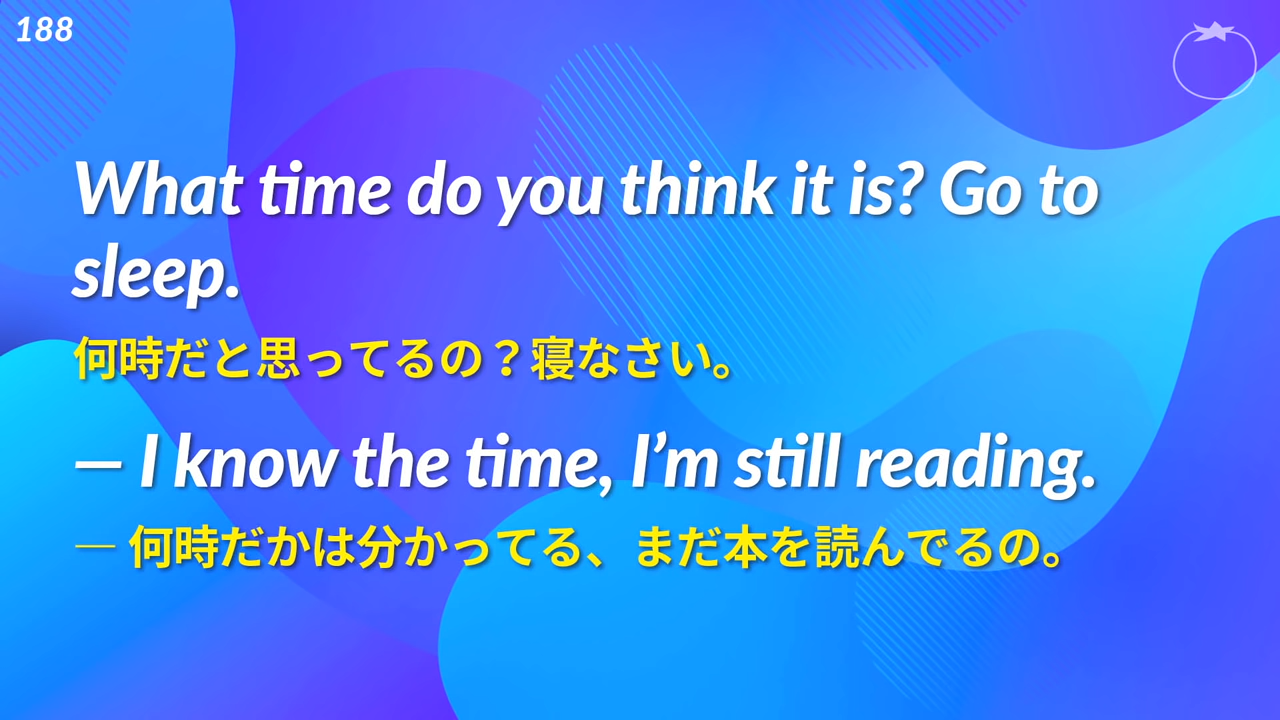 188
What time do you think it is? Go to
sleep.
何時だと思ってるの？寝なさい。
— I know the time, I’m still reading.
— 何時だかは分かってる、まだ本を読んでるの。